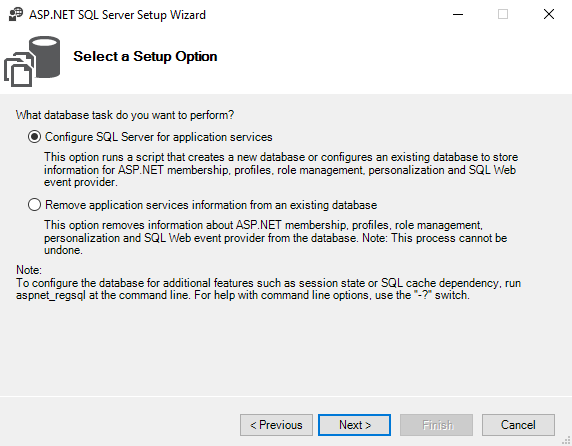 ASP.NET SQL Server Setup Wizard
Select a Setup Option
What database task do you want to perform?
Configure SQL Server for application services
This option runs a script that creates a new database or configures an existing database to store
information for ASP.NET membership, profiles, role management, personalization and SQL Web
event provider.
Remove application services information from an existing database
This option removes information about ASP.NET membership, profiles, role management,
personalization and SQL Web event provider from the database. Note: This process cannot be
undone.
Note:
To configure the database for additional features such as session state or SQL cache dependency, run
aspnet_regsql at the command line. For help with command line options, use the "-?" switch.
< Previous
Next >
Finish
Cancel